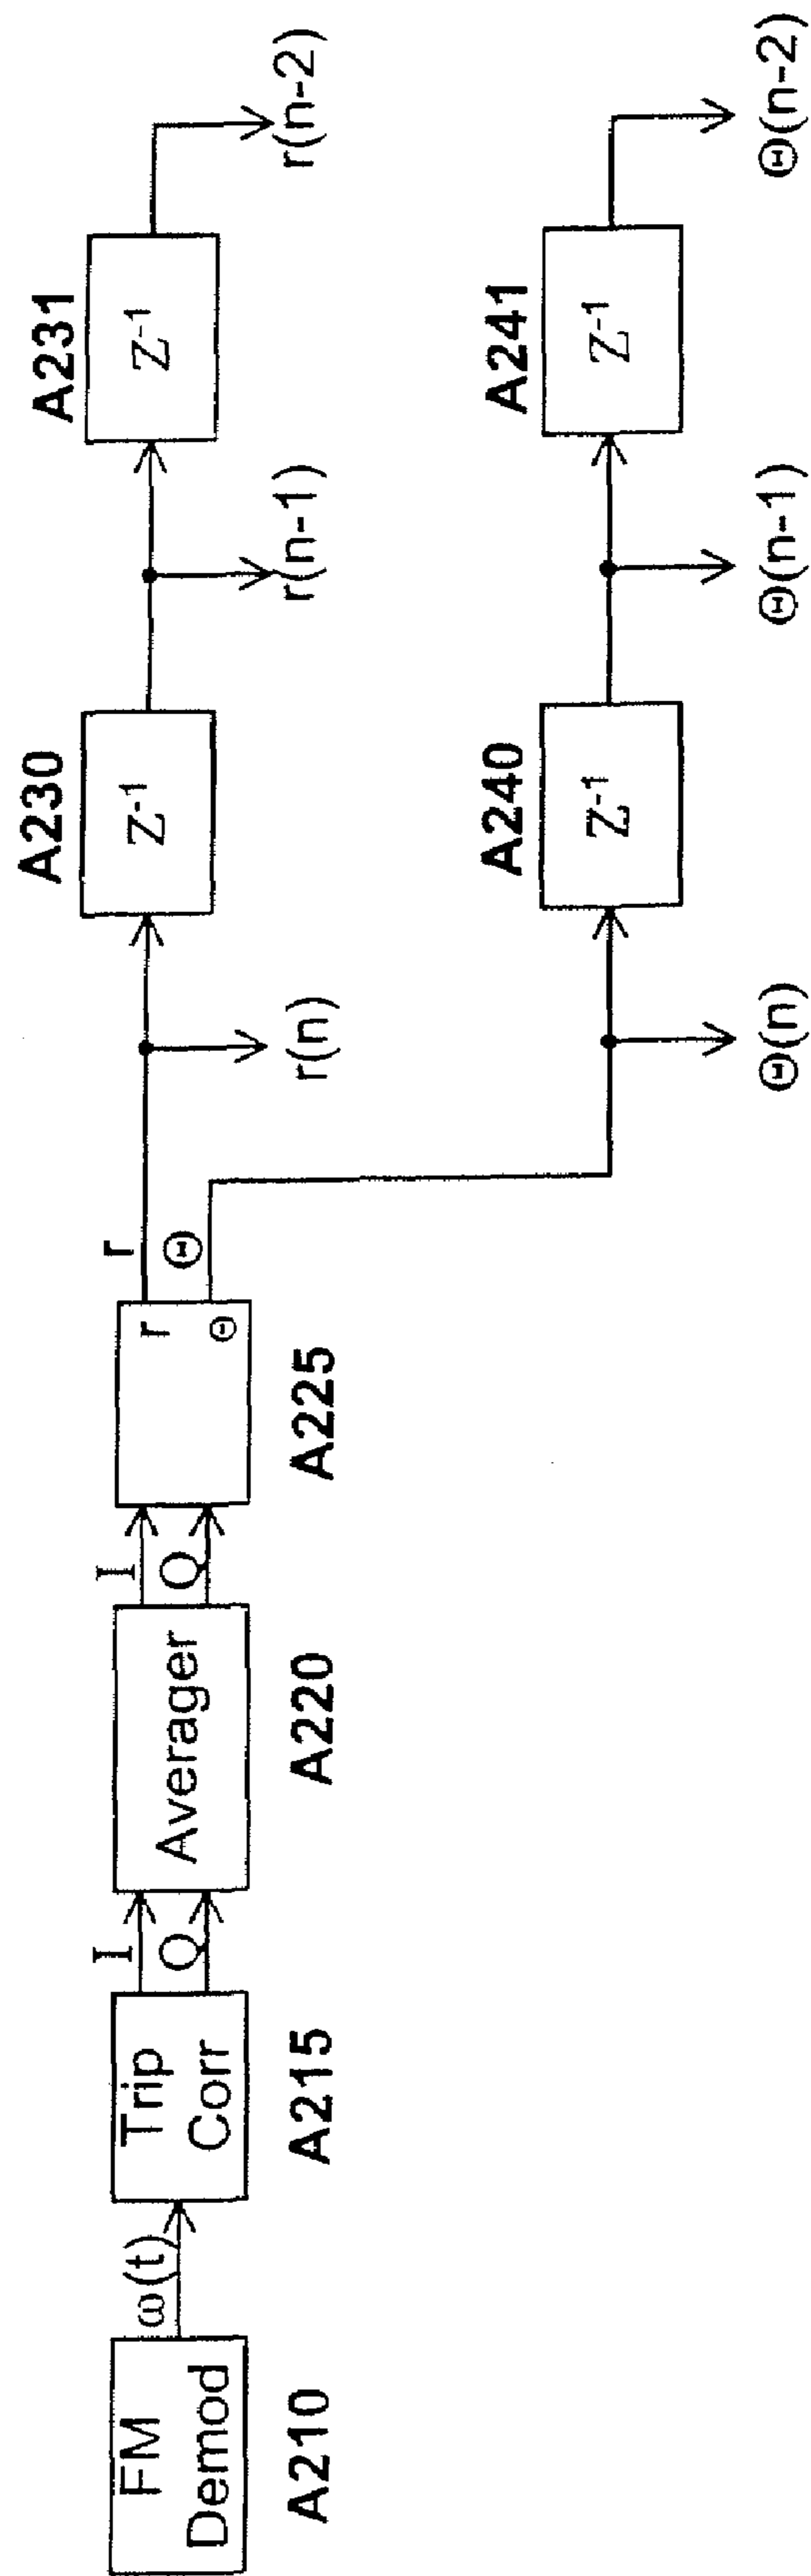 FM
Demod
A210
ω(t)
Trip
Corr
A215
I
Q
Averager
A220
I
Q
r
Θ
A225
r
Θ
r(n)
A230
Z⁻¹
r(n-1)
A231
Z⁻¹
r(n-2)
Θ(n)
A240
Z⁻¹
Θ(n-1)
A241
Z⁻¹
Θ(n-2)